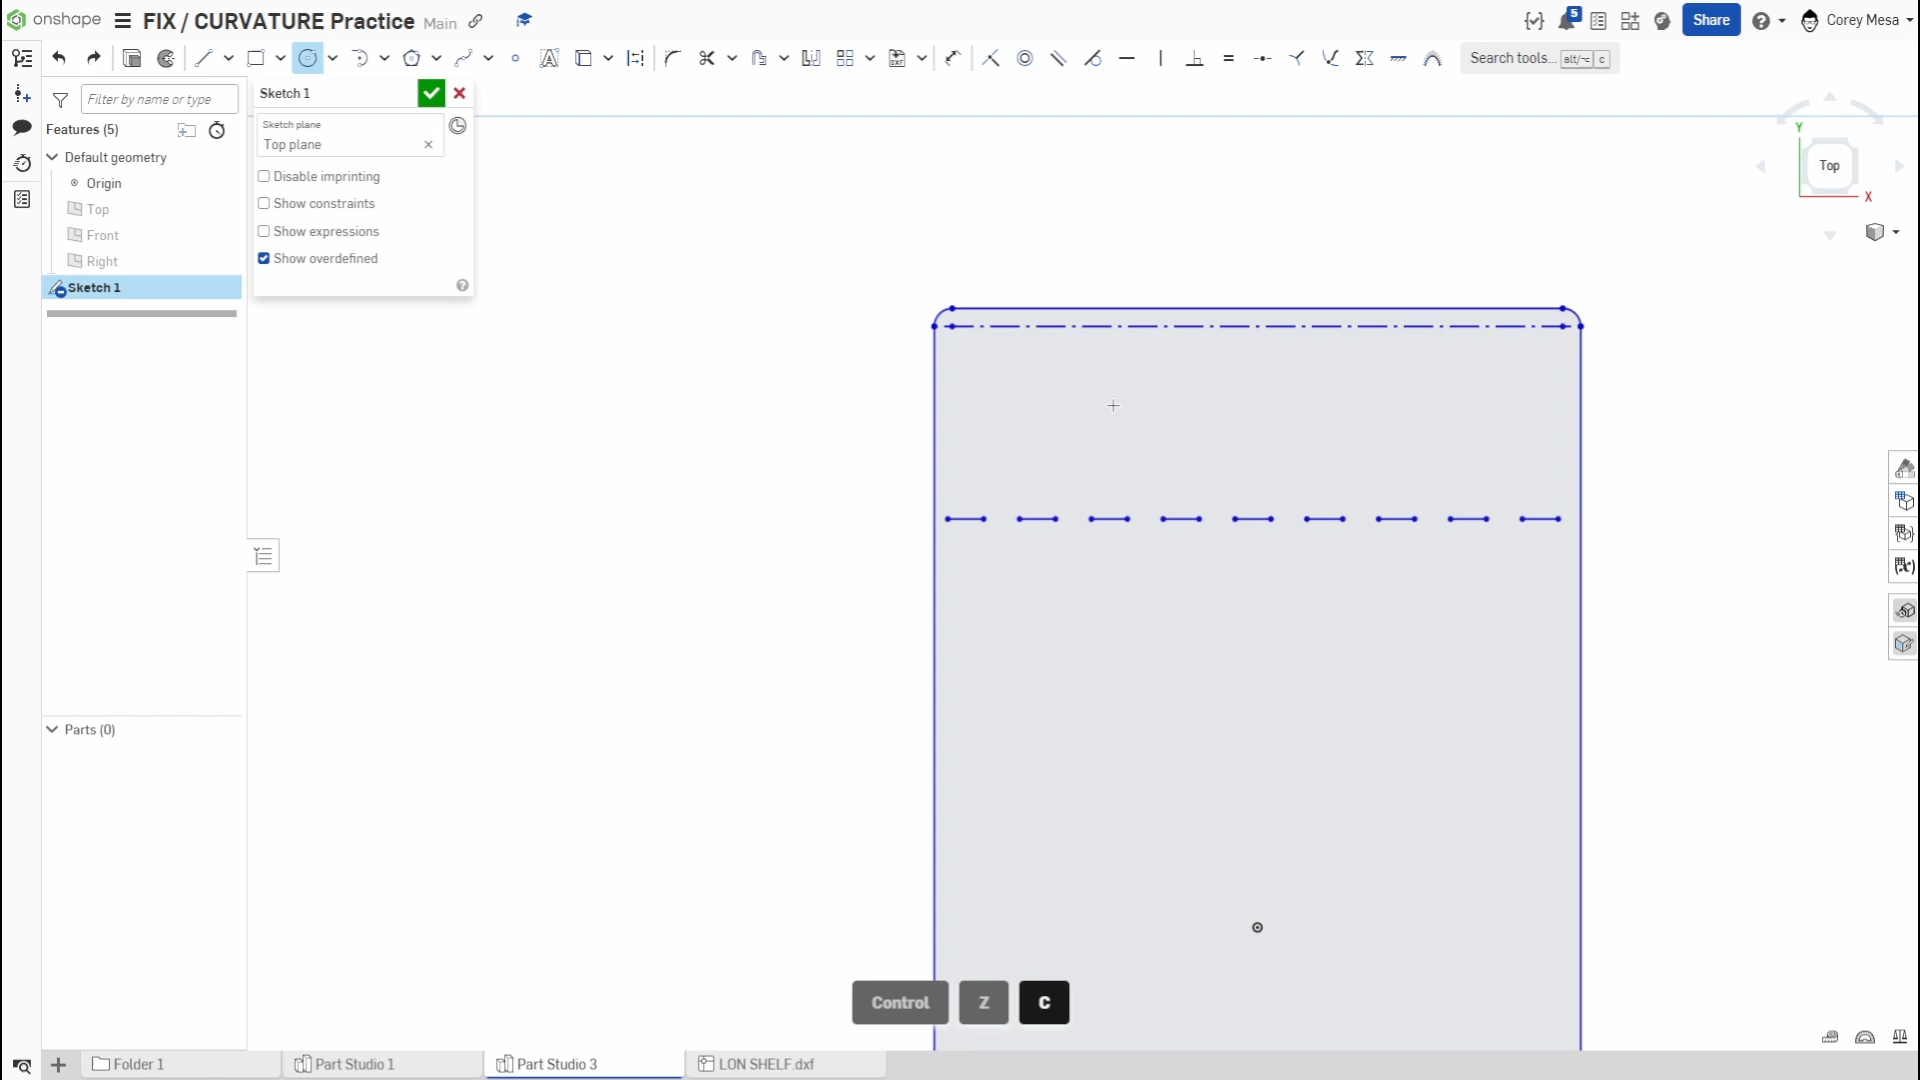 onshape FIX / CURVATURE Practice Main 5 Share Corey Mesa
Search tools... alt/⌥ c
Filter by name or type
Features (5)
Default geometry
Origin
Top
Front
Right
Sketch 1
Parts (0)
Sketch 1
Sketch plane
Top plane
Disable imprinting
Show constraints
Show expressions
Show overdefined
Y
Top
X
Control Z C
Folder 1 Part Studio 1 Part Studio 3 LON SHELF.dxf